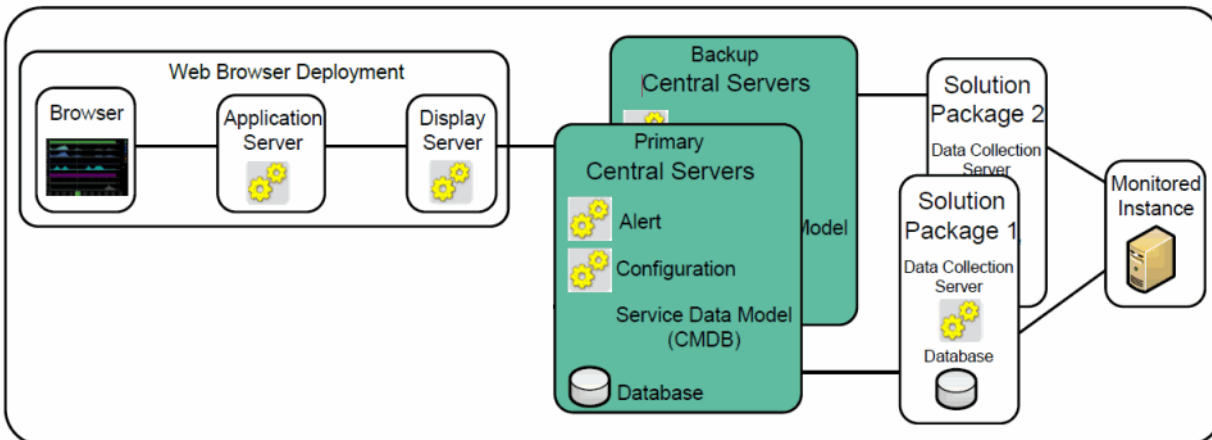 Web Browser Deployment
Browser
Application
Server
Display
Server
Backup
Central Servers
Model
Primary
Central Servers
Alert
Configuration
Service Data Model
(CMDB)
Database
Solution
Package 2
Data Collection
Server
Solution
Package 1
Data Collection
Server
Database
Monitored
Instance